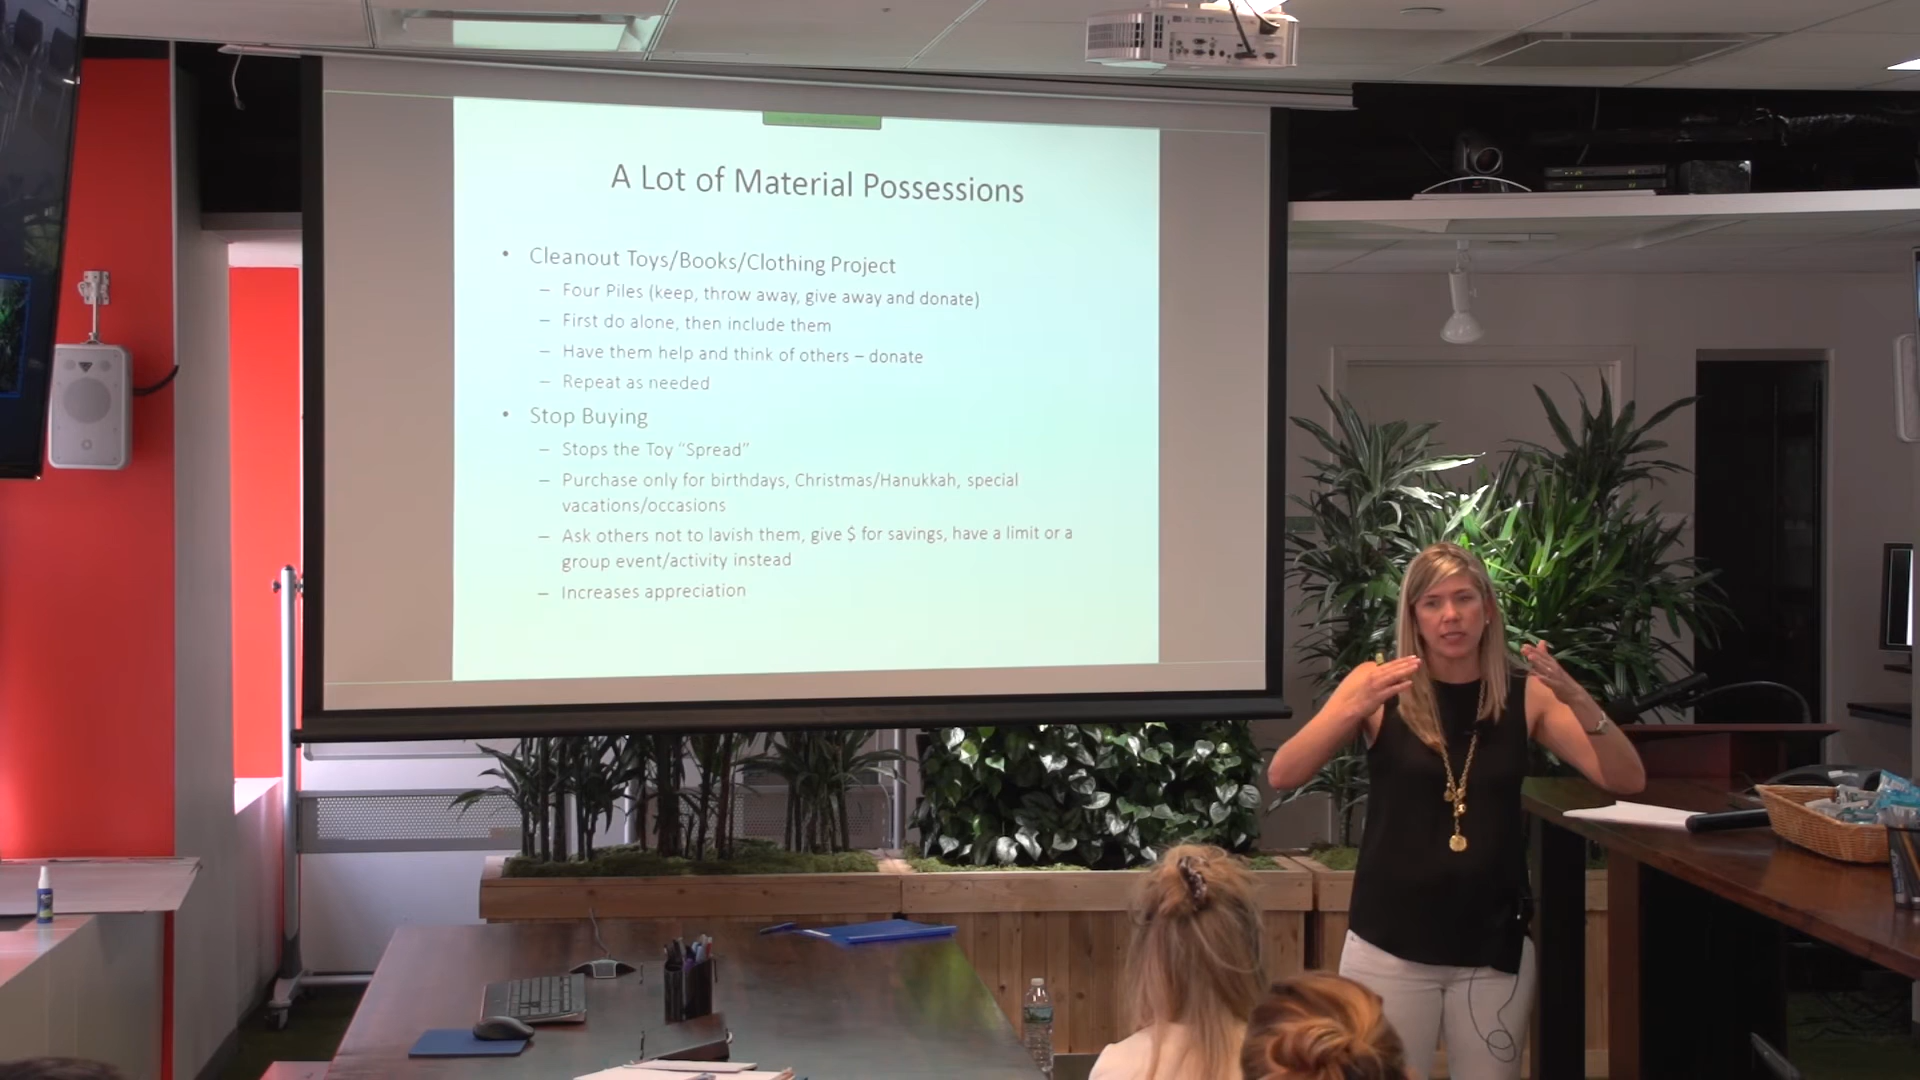 A Lot of Material Possessions
• Cleanout Toys/Books/Clothing Project
– Four Piles (keep, throw away, give away and donate)
– First do alone, then include them
– Have them help and think of others – donate
– Repeat as needed
• Stop Buying
– Stops the Toy “Spread”
– Purchase only for birthdays, Christmas/Hanukkah, special
vacations/occasions
– Ask others not to lavish them, give $ for savings, have a limit or a
group event/activity instead
– Increases appreciation